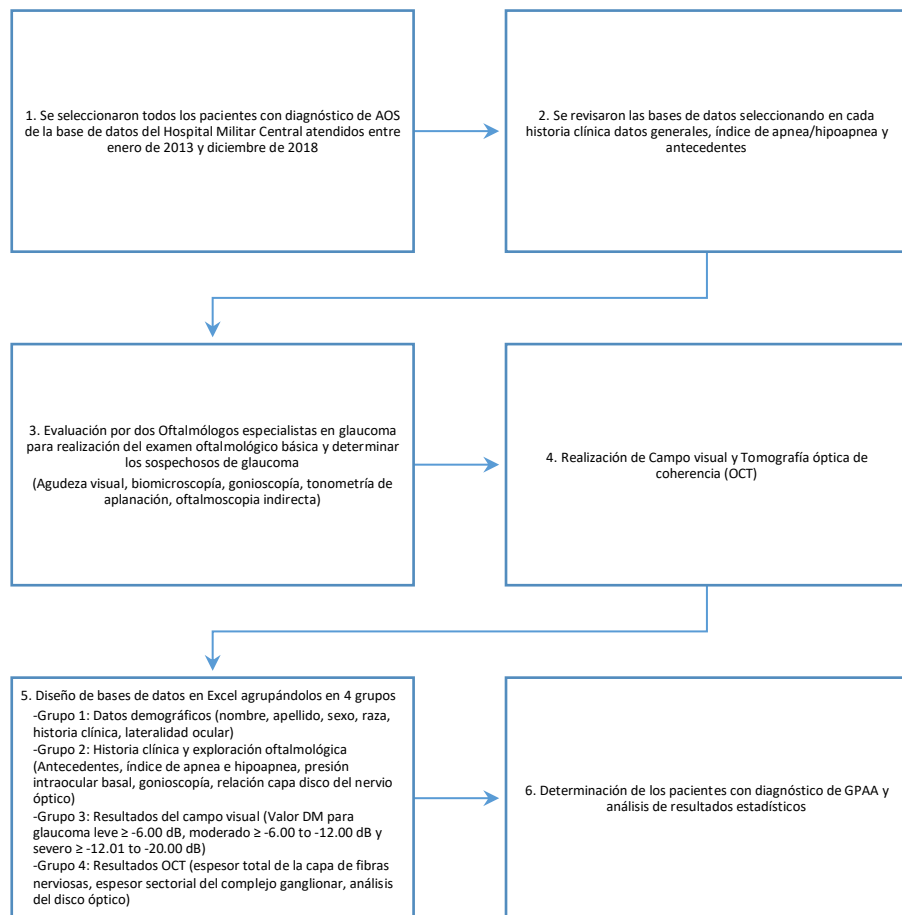 1. Se seleccionaron todos los pacientes con diagnóstico de AOS
de la base de datos del Hospital Militar Central atendidos entre
enero de 2013 y diciembre de 2018
2. Se revisaron las bases de datos seleccionando en cada
historia clínica datos generales, índice de apnea/hipoapnea y
antecedentes
3. Evaluación por dos Oftalmólogos especialistas en glaucoma
para realización del examen oftalmológico básica y determinar
los sospechosos de glaucoma
(Agudeza visual, biomicroscopía, gonioscopía, tonometría de
aplanación, oftalmoscopia indirecta)
4. Realización de Campo visual y Tomografía óptica de
coherencia (OCT)
5. Diseño de bases de datos en Excel agrupándolos en 4 grupos
-Grupo 1: Datos demográficos (nombre, apellido, sexo, raza,
historia clínica, lateralidad ocular)
-Grupo 2: Historia clínica y exploración oftalmológica
(Antecedentes, índice de apnea e hipoapnea, presión
intraocular basal, gonioscopía, relación capa disco del nervio
óptico)
-Grupo 3: Resultados del campo visual (Valor DM para
glaucoma leve ≥ -6.00 dB, moderado ≥ -6.00 to -12.00 dB y
severo ≥ -12.01 to -20.00 dB)
-Grupo 4: Resultados OCT (espesor total de la capa de fibras
nerviosas, espesor sectorial del complejo ganglionar, análisis
del disco óptico)
6. Determinación de los pacientes con diagnóstico de GPAA y
análisis de resultados estadísticos